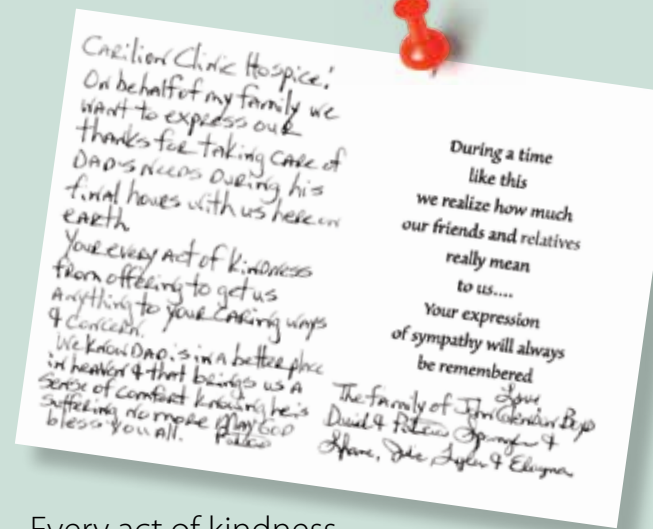 Carilion Clinic Hospice!
On behalf of my family we
want to express our
thanks for taking care of
Dad's needs during his
final hours with us here on
earth.
Your every act of kindness
from offering to get us
anything to your caring ways
& concern.
We know Dad is in a better place
in heaven & that brings us a
sense of comfort knowing he is
suffering no more. May God
bless you all.
During a time
like this
we realize how much
our friends and relatives
really mean
to us....
Your expression
of sympathy will always
be remembered
Love
The family of Jim
David & &
Shane,
Every act of kindness